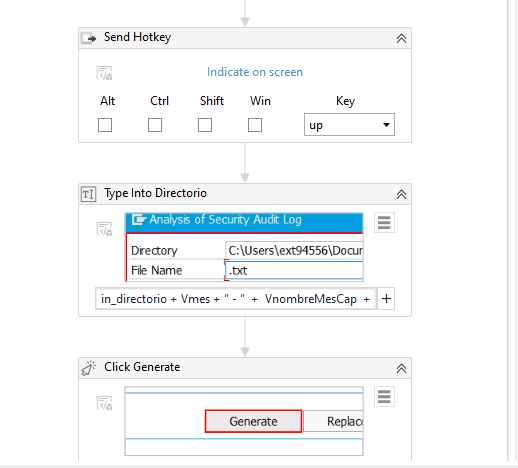 Send Hotkey
Indicate on screen
Alt Ctrl Shift Win Key
up
Type Into Directorio
Analysis of Security Audit Log
Directory C:\Users\ext94556\Docur
File Name .txt
in_directorio + Vmes + " - " + VnombreMesCap +
Click Generate
Generate Replac